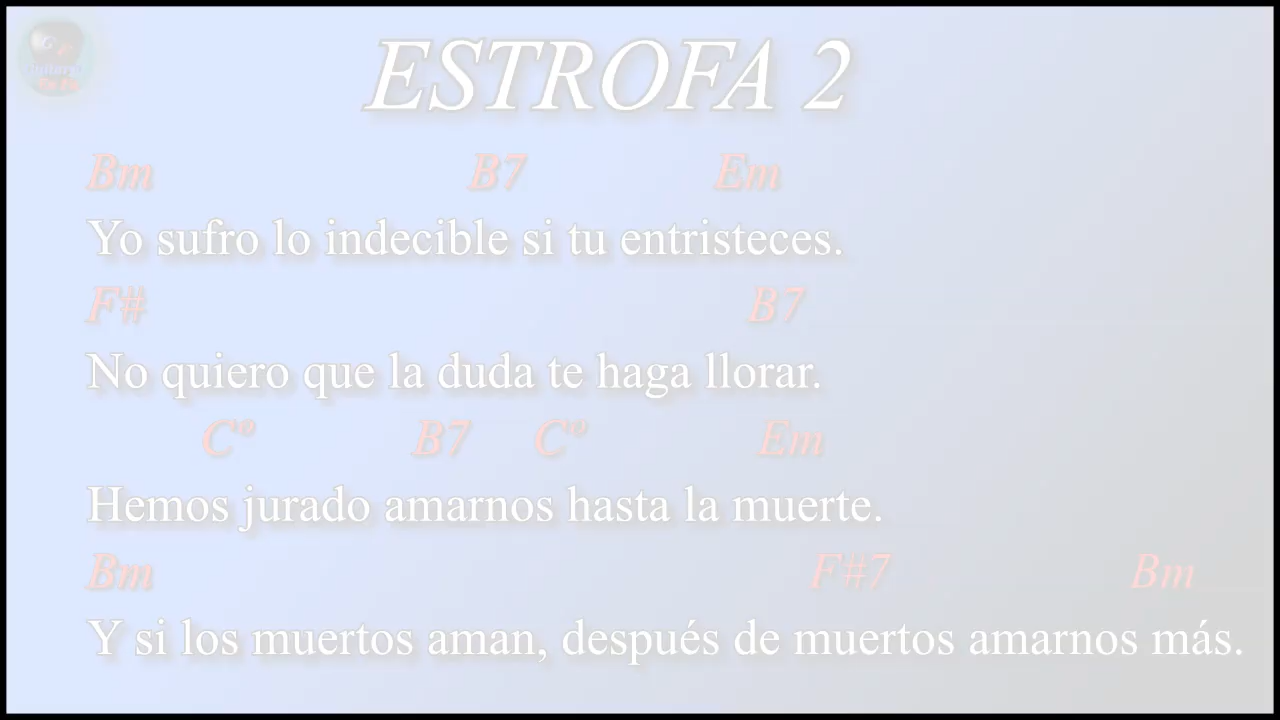 ESTROFA 2
Bm B7 Em
Yo sufro lo indecible si tu entristeces.
F# B7
No quiero que la duda te haga llorar.
Cº B7 Cº Em
Hemos jurado amarnos hasta la muerte.
Bm F#7 Bm
Y si los muertos aman, después de muertos amarnos más.